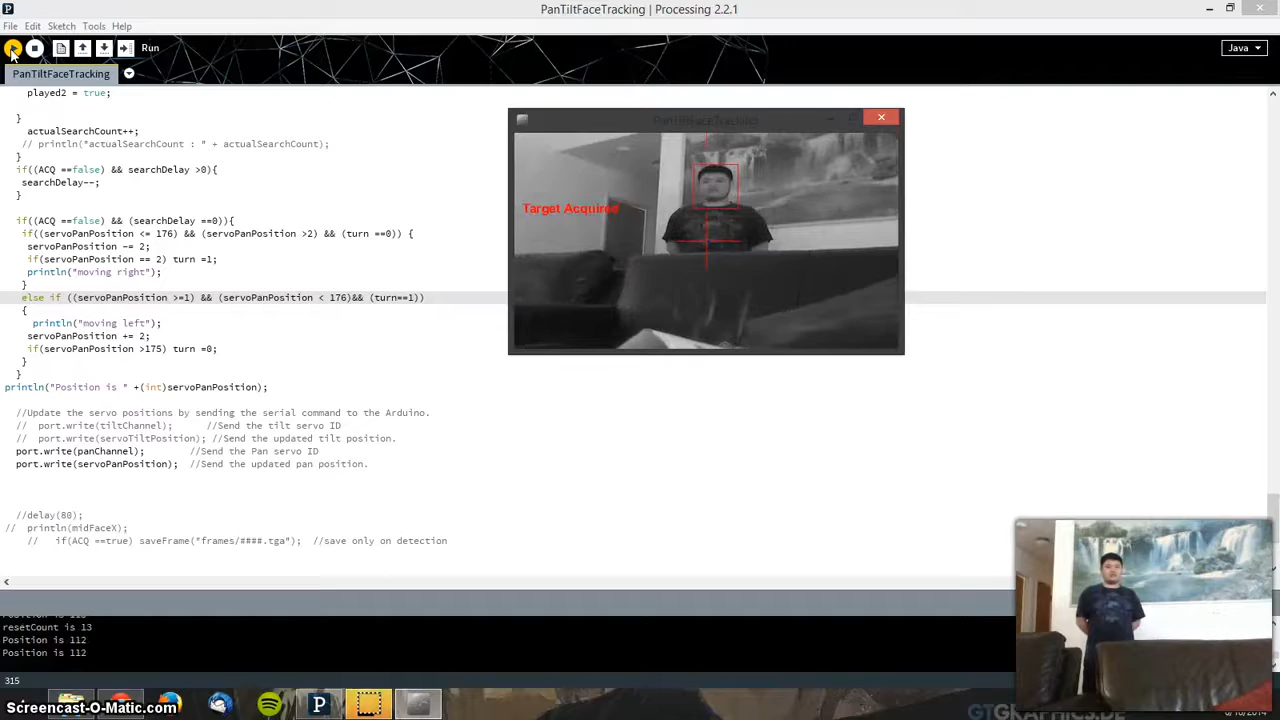 PanTiltFaceTracking | Processing 2.2.1
File Edit Sketch Tools Help
Run
Java
PanTiltFaceTracking
played2 = true;
}
actualSearchCount++;
// println("actualSearchCount : " + actualSearchCount);
}
if((ACQ ==false) && searchDelay >0){
searchDelay--;
}
if((ACQ ==false) && (searchDelay ==0)){
if((servoPanPosition <= 176) && (servoPanPosition >2) && (turn ==0)) {
servoPanPosition -= 2;
if(servoPanPosition == 2) turn =1;
println("moving right");
}
else if ((servoPanPosition >=1) && (servoPanPosition < 176)&& (turn==1))
{
println("moving left");
servoPanPosition += 2;
if(servoPanPosition >175) turn =0;
}
}
println("Position is " +(int)servoPanPosition);
//Update the servo positions by sending the serial command to the Arduino.
// port.write(tiltChannel); //Send the tilt servo ID
// port.write(servoTiltPosition); //Send the updated tilt position.
port.write(panChannel); //Send the Pan servo ID
port.write(servoPanPosition); //Send the updated pan position.
//delay(80);
// println(midFaceX);
// if(ACQ ==true) saveFrame("frames/####.tga"); //save only on detection
PanTiltFaceTracking
Target Acquired
resetCount is 13
Position is 112
Position is 112
315
Screencast-O-Matic.com
GTGRAPHICS.DE